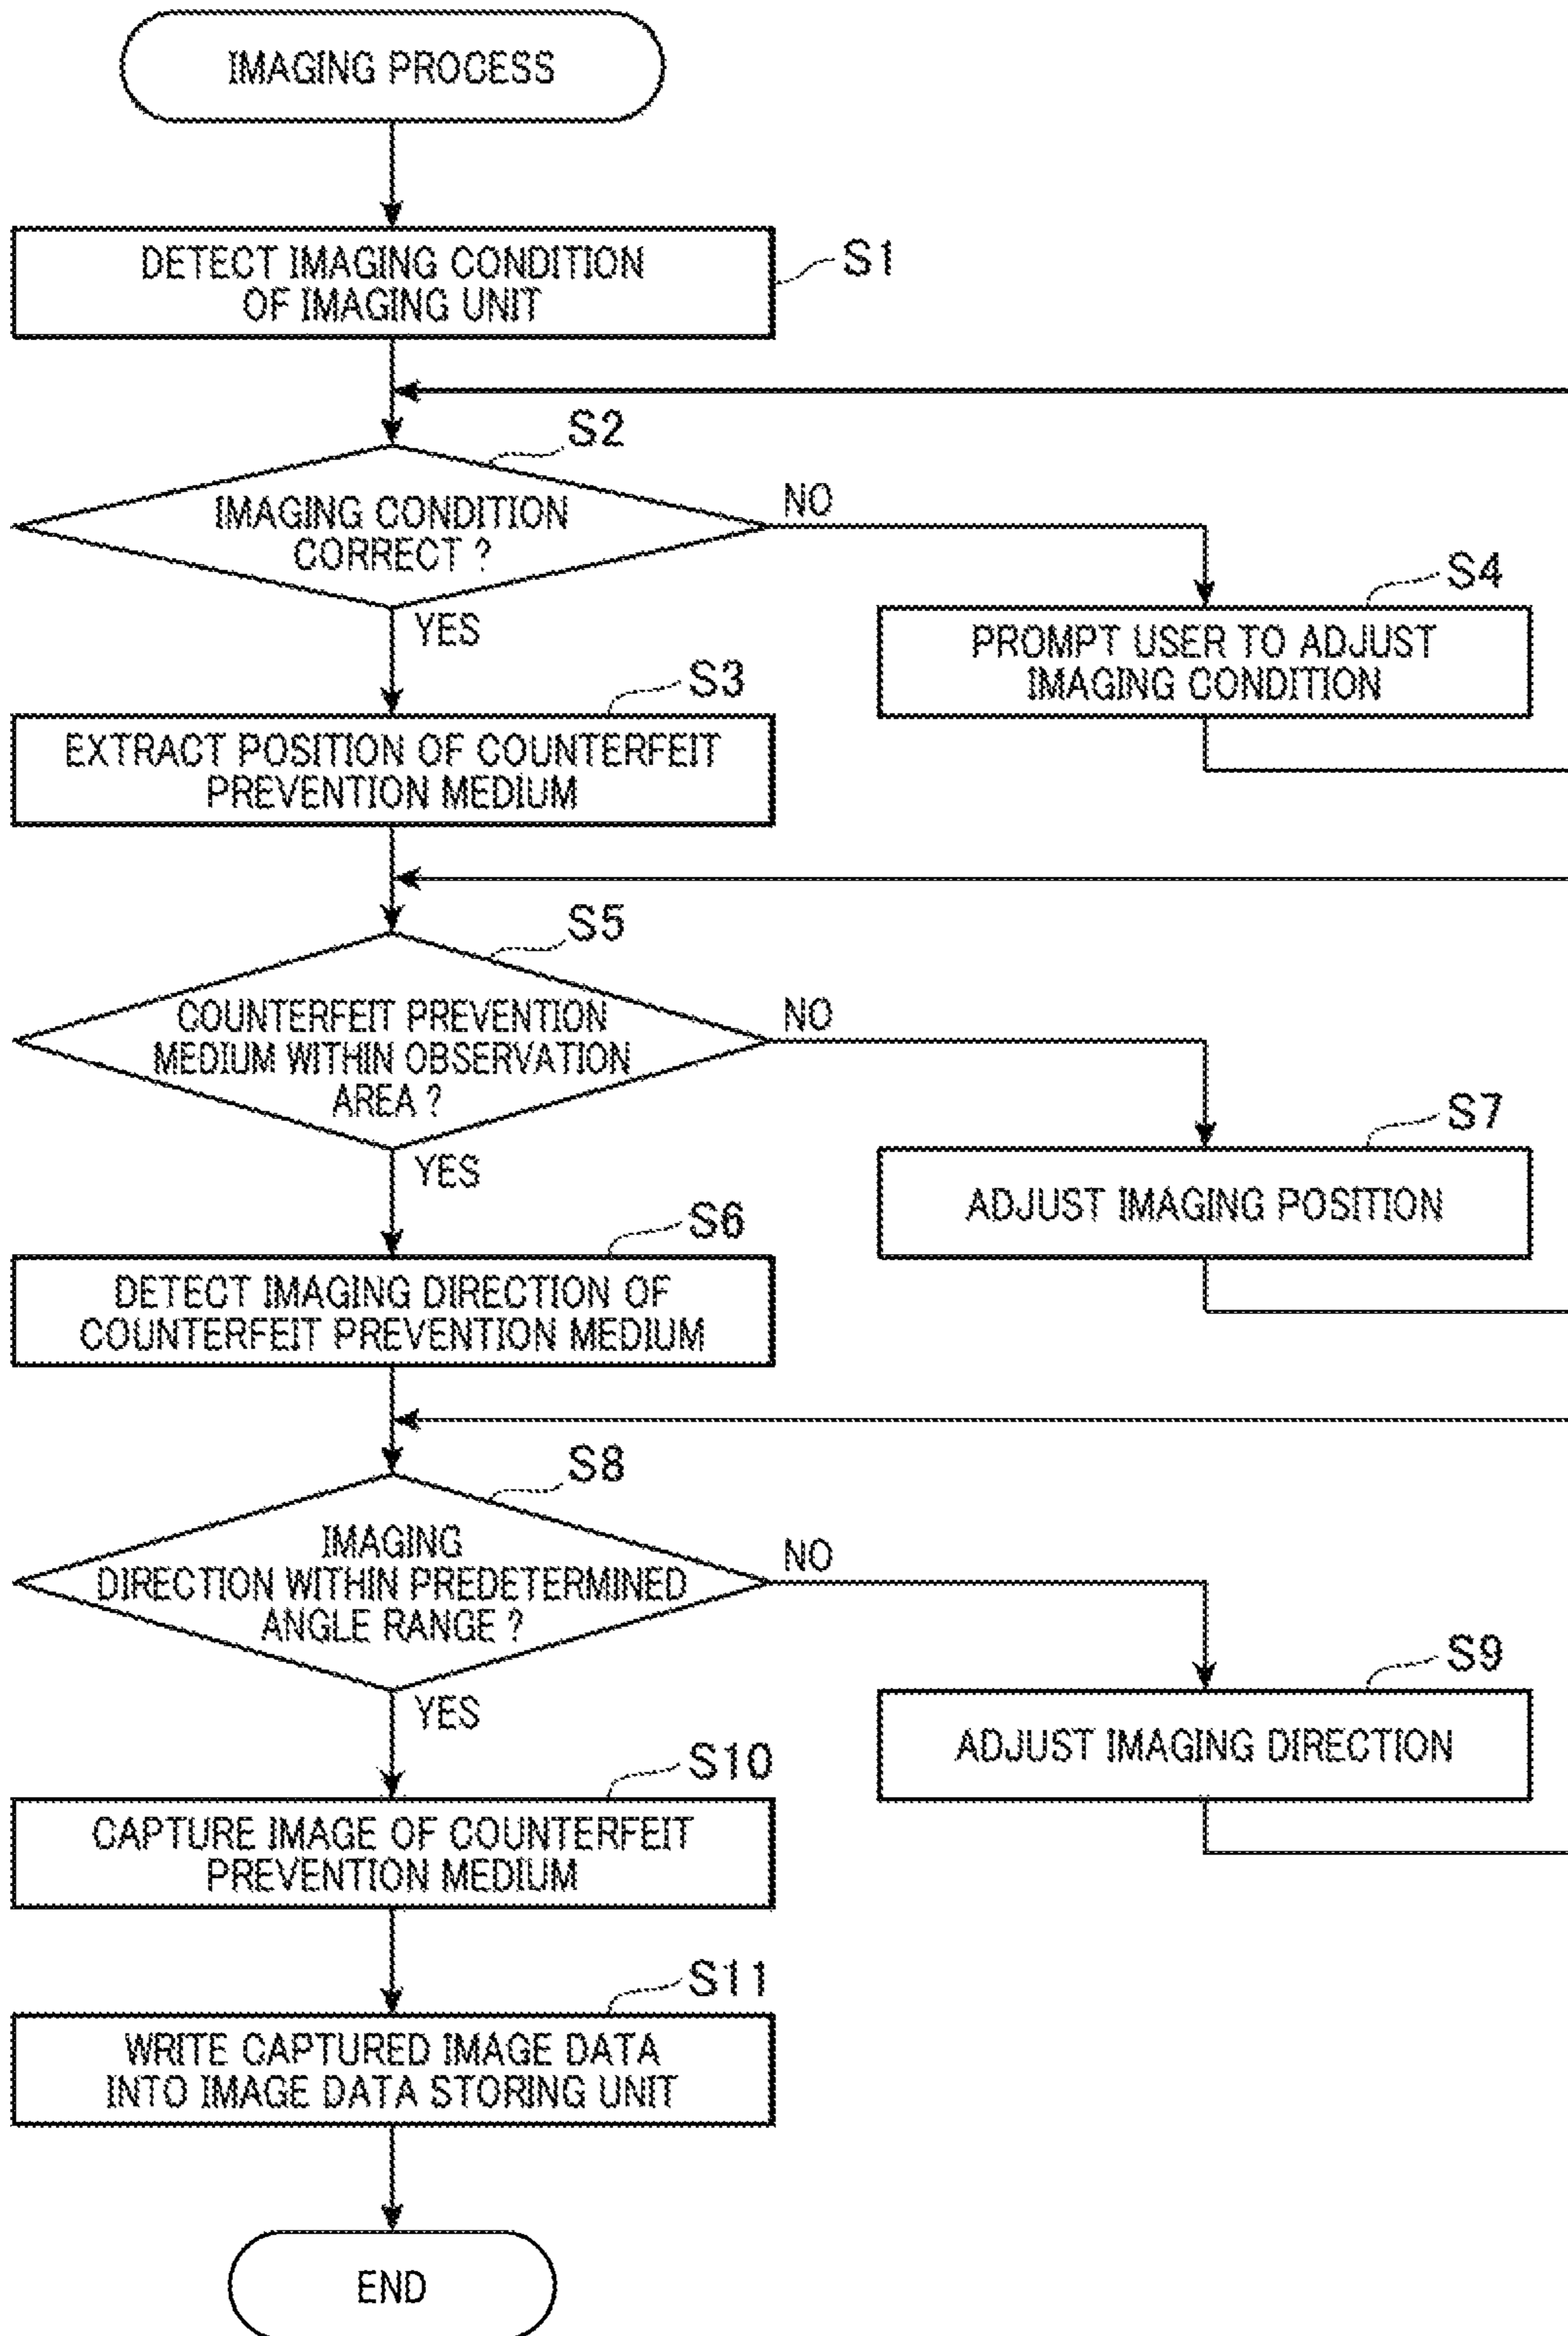 IMAGING PROCESS
DETECT IMAGING CONDITION
OF IMAGING UNIT
S1
S2
IMAGING CONDITION
CORRECT ?
NO
YES
S4
PROMPT USER TO ADJUST
IMAGING CONDITION
S3
EXTRACT POSITION OF COUNTERFEIT
PREVENTION MEDIUM
S5
COUNTERFEIT PREVENTION
MEDIUM WITHIN OBSERVATION
AREA ?
NO
YES
S7
ADJUST IMAGING POSITION
S6
DETECT IMAGING DIRECTION OF
COUNTERFEIT PREVENTION MEDIUM
S8
IMAGING
DIRECTION WITHIN PREDETERMINED
ANGLE RANGE ?
NO
YES
S9
ADJUST IMAGING DIRECTION
S10
CAPTURE IMAGE OF COUNTERFEIT
PREVENTION MEDIUM
S11
WRITE CAPTURED IMAGE DATA
INTO IMAGE DATA STORING UNIT
END